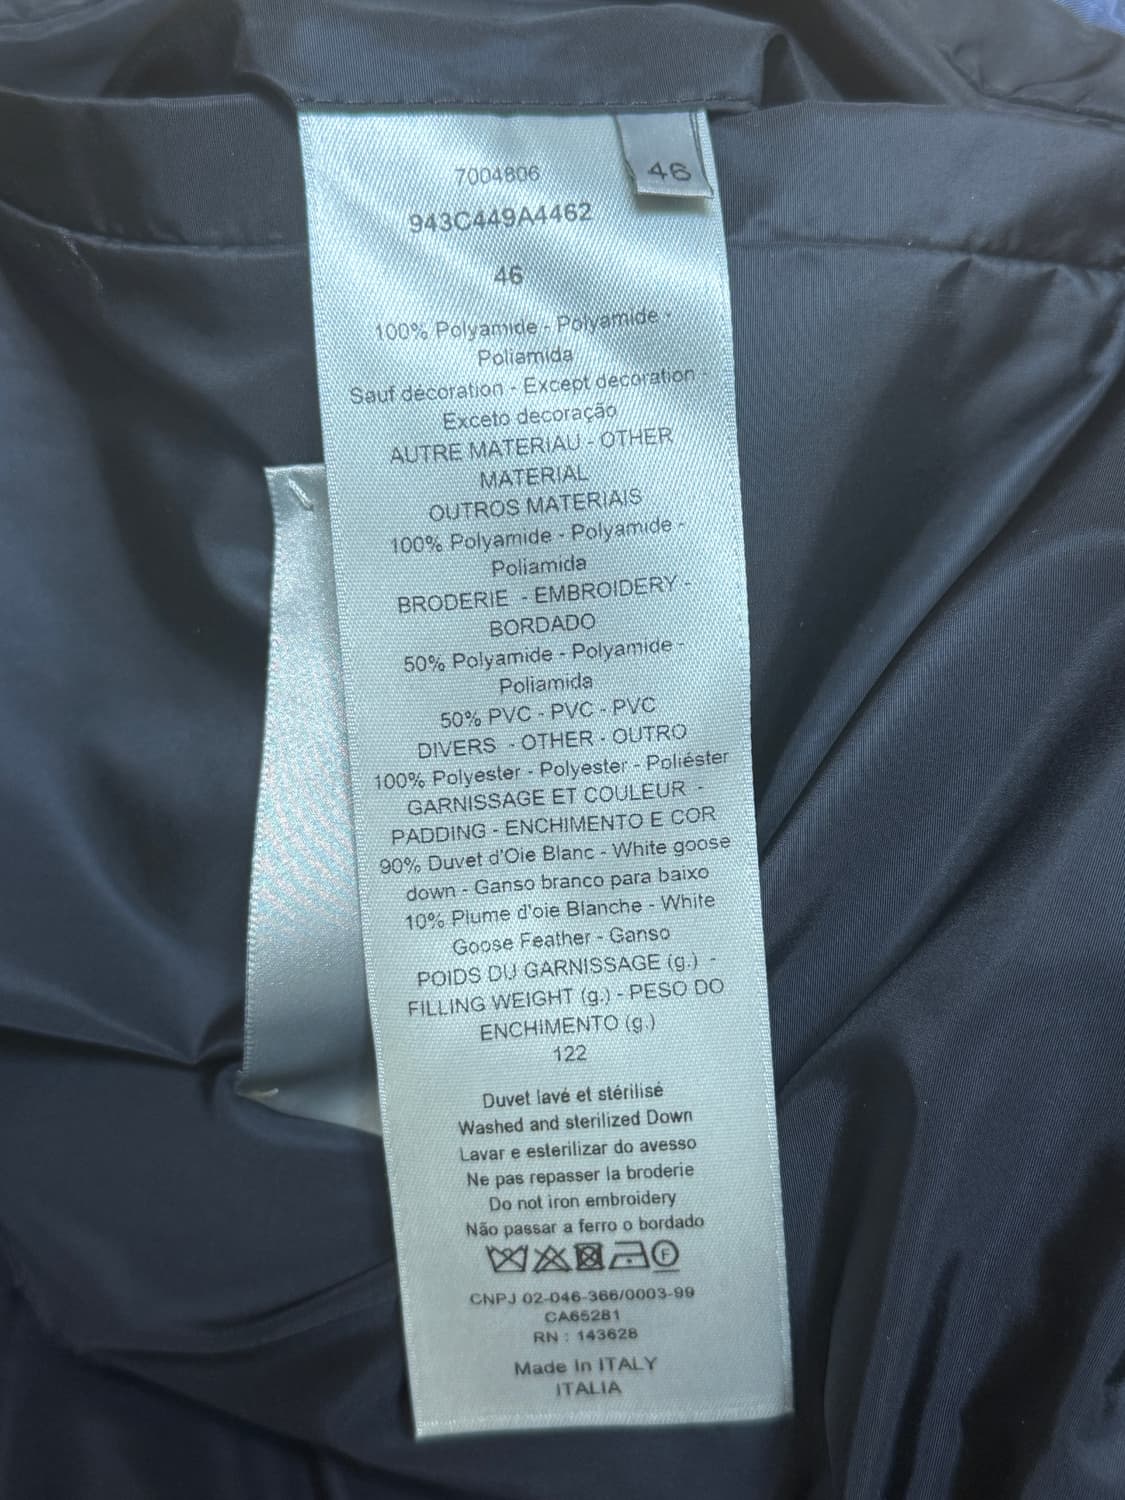 46
7004806
943C449A4462
46
100% Polyamide - Polyamide -
Poliamida
Sauf décoration - Except decoration -
Exceto decoração
AUTRE MATERIAU - OTHER
MATERIAL
OUTROS MATERIAIS
100% Polyamide - Polyamide -
Poliamida
BRODERIE - EMBROIDERY -
BORDADO
50% Polyamide - Polyamide -
Poliamida
50% PVC - PVC - PVC
DIVERS - OTHER - OUTRO
100% Polyester - Polyester - Poliéster
GARNISSAGE ET COULEUR -
PADDING - ENCHIMENTO E COR
90% Duvet d'Oie Blanc - White goose
down - Ganso branco para baixo
10% Plume d'oie Blanche - White
Goose Feather - Ganso
POIDS DU GARNISSAGE (g.) -
FILLING WEIGHT (g.) - PESO DO
ENCHIMENTO (g.)
122
Duvet lavé et stérilisé
Washed and sterilized Down
Lavar e esterilizar do avesso
Ne pas repasser la broderie
Do not iron embroidery
Não passar a ferro o bordado
F
CNPJ 02-046-366/0003-99
CA65281
RN : 143628
Made In ITALY
ITALIA